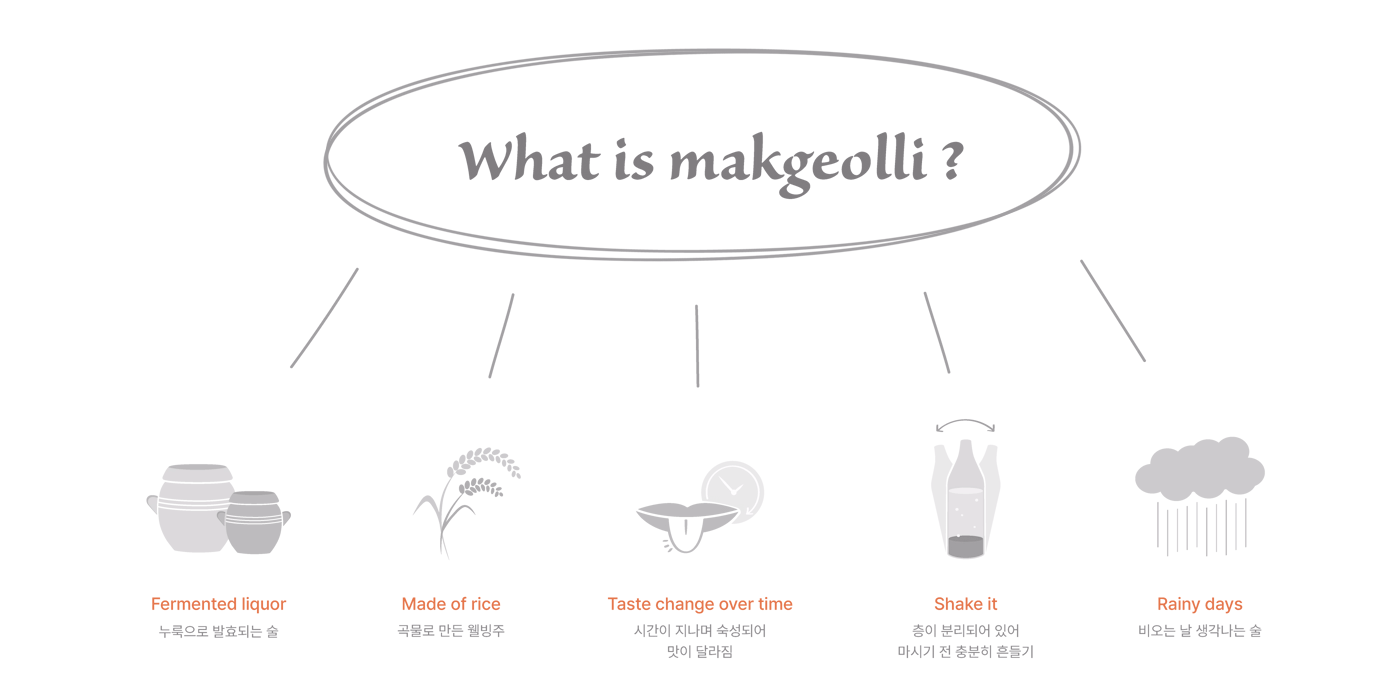 What is makgeolli ?
Fermented liquor
누룩으로 발효되는 술
Made of rice
곡물로 만든 웰빙주
Taste change over time
시간이 지나며 숙성되어
맛이 달라짐
Shake it
층이 분리되어 있어
마시기 전 충분히 흔들기
Rainy days
비오는 날 생각나는 술